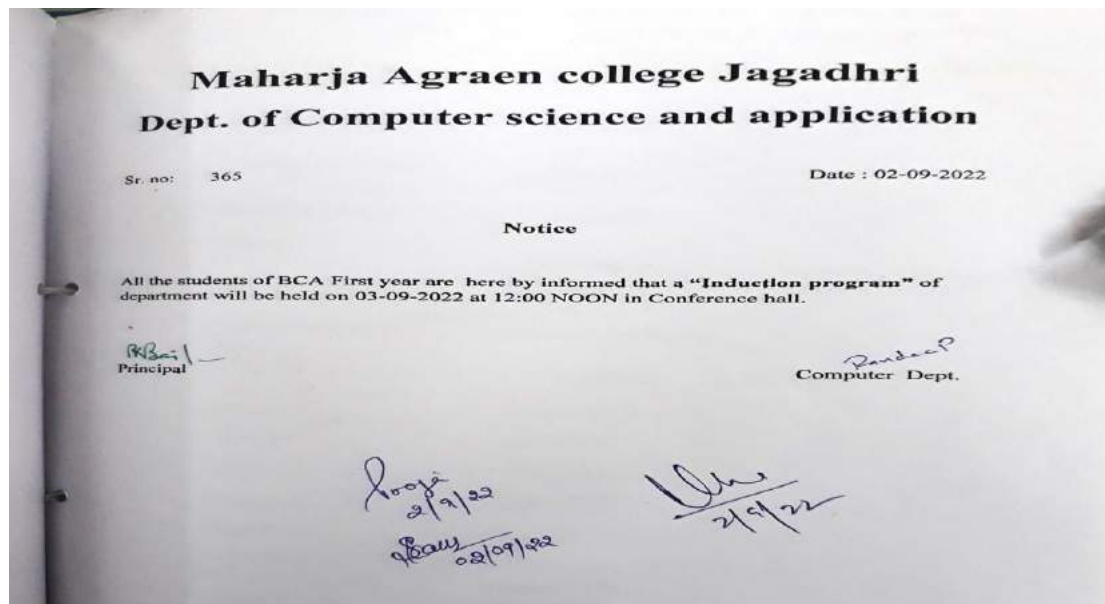 Maharja Agraen college Jagadhri
Dept. of Computer science and application
Sr. no: 365 Date : 02-09-2022
Notice
All the students of BCA First year are here by informed that a “Induction program” of
department will be held on 03-09-2022 at 12:00 NOON in Conference hall.
Principal
Computer Dept.
Pooja
2/9/22
2/9/22
02/09/22